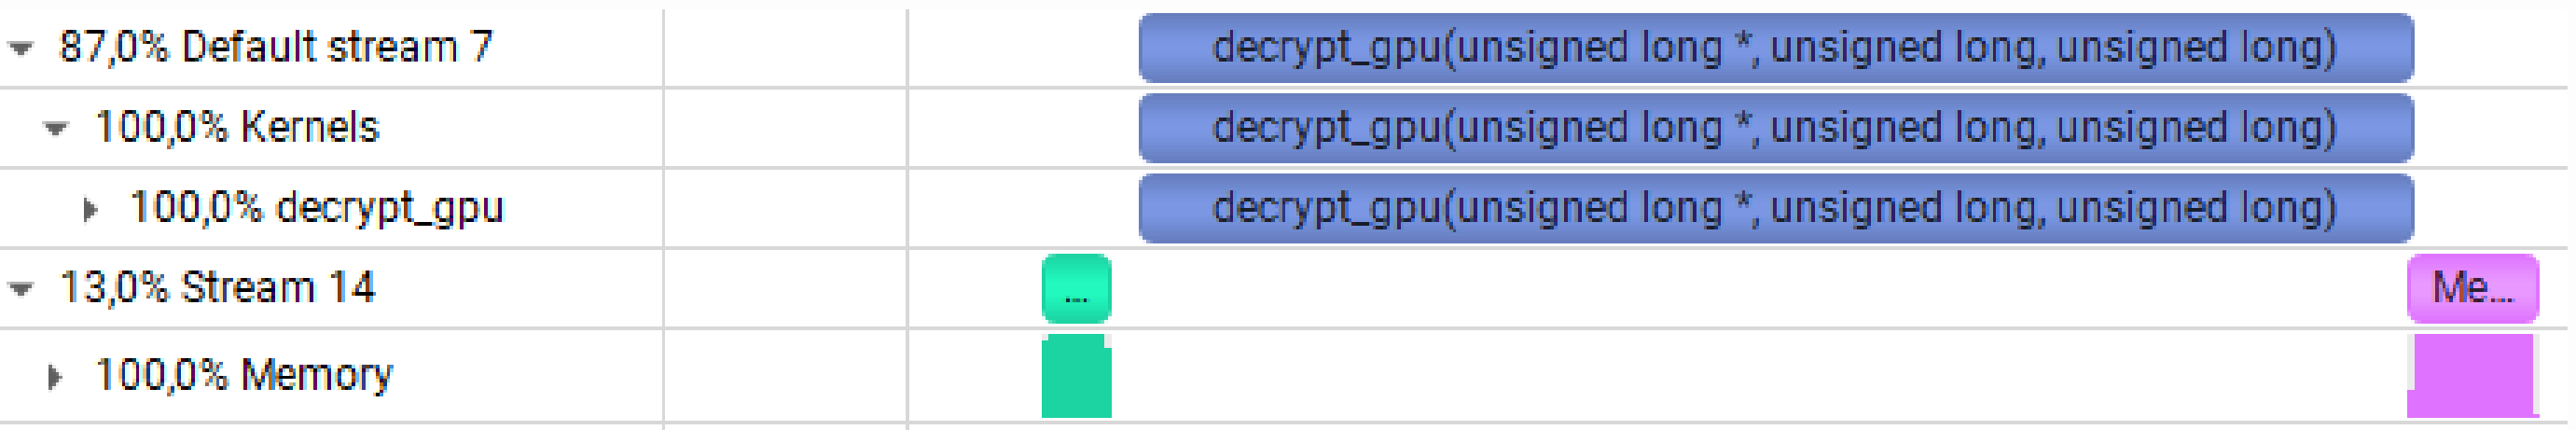 87,0% Default stream 7 decrypt_gpu(unsigned long *, unsigned long, unsigned long)
100,0% Kernels decrypt_gpu(unsigned long *, unsigned long, unsigned long)
100,0% decrypt_gpu decrypt_gpu(unsigned long *, unsigned long, unsigned long)
13,0% Stream 14 ... Me...
100,0% Memory